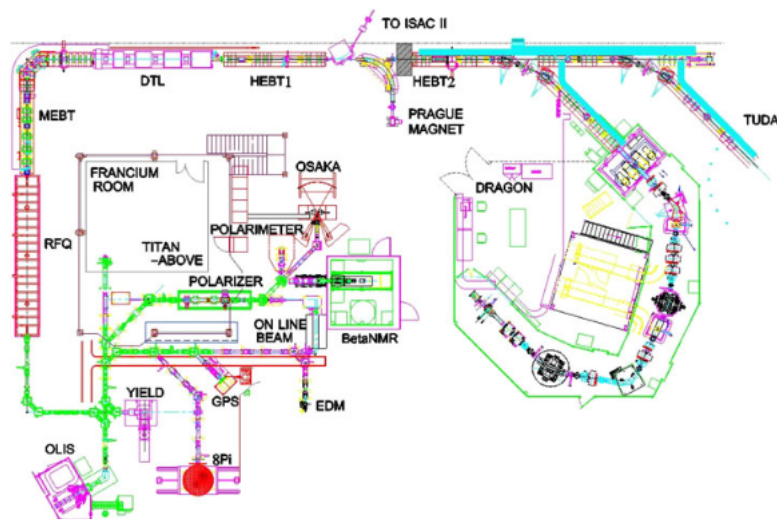 TO ISAC II
DTL
HEBT1
HEBT2
MEBT
PRAGUE
MAGNET
TUDA
FRANCIUM
ROOM
OSAKA
DRAGON
RFQ
POLARIMETER
TITAN
-ABOVE
POLARIZER
ON LINE
BEAM
BetaNMR
YIELD
GPS
EDM
OLIS
8Pi